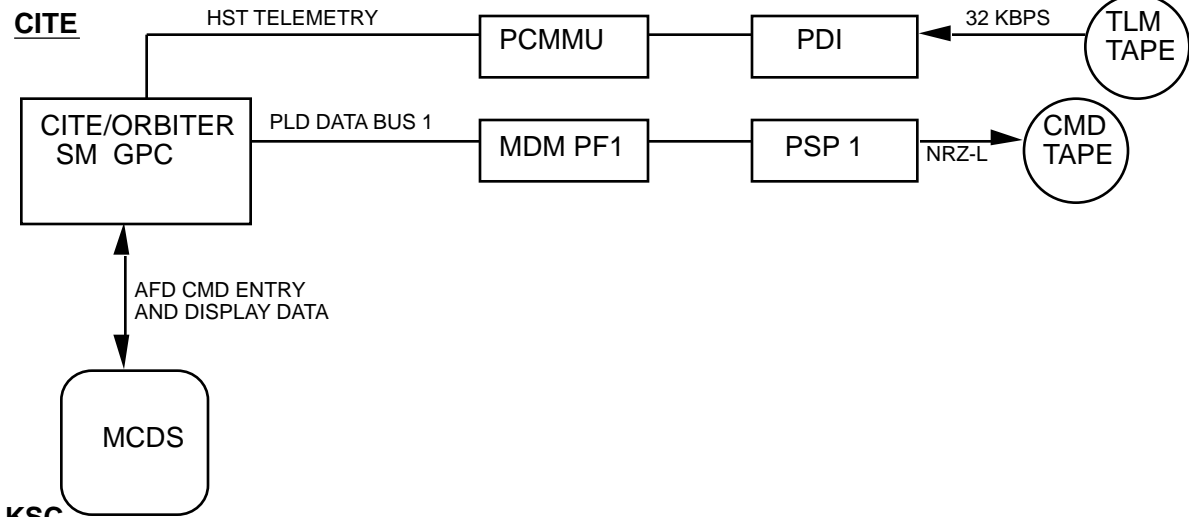 CITE
HST TELEMETRY
PCMMU
PDI
32 KBPS
TLM
TAPE
CITE/ORBITER
SM GPC
PLD DATA BUS 1
MDM PF1
PSP 1
NRZ-L
CMD
TAPE
AFD CMD ENTRY
AND DISPLAY DATA
MCDS
KSC